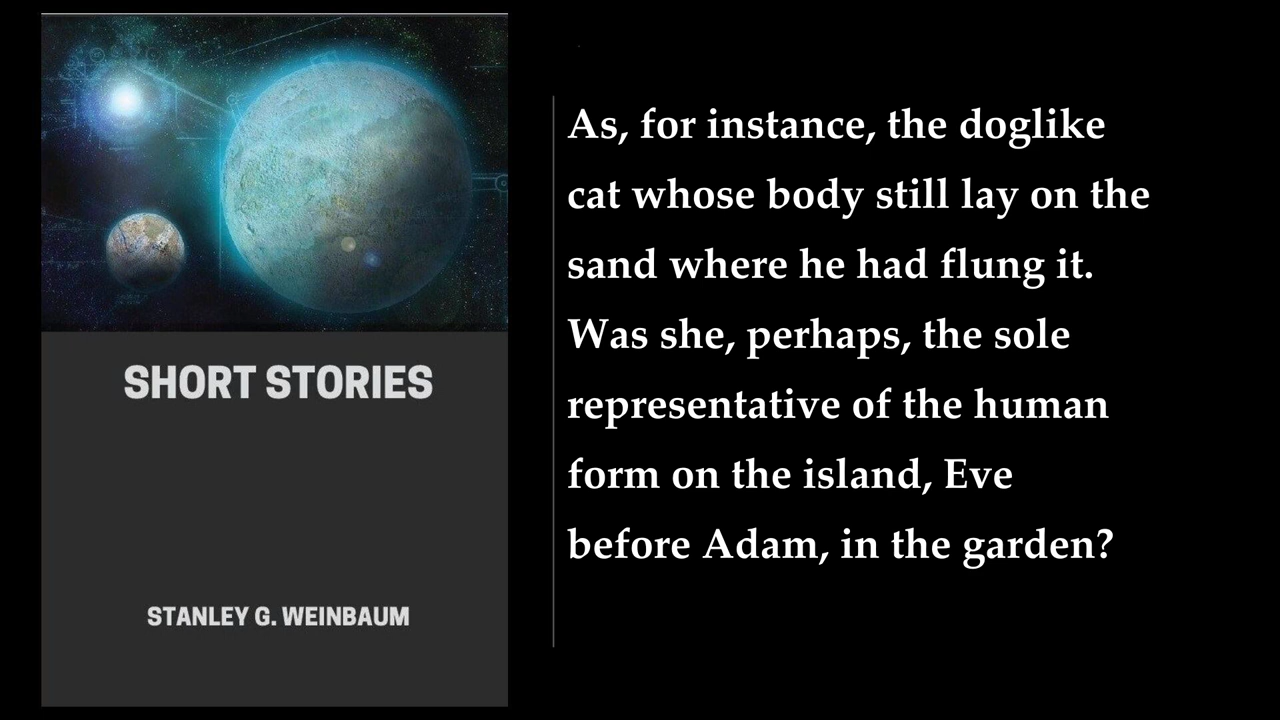 SHORT STORIES
STANLEY G. WEINBAUM
As, for instance, the doglike
cat whose body still lay on the
sand where he had flung it.
Was she, perhaps, the sole
representative of the human
form on the island, Eve
before Adam, in the garden?